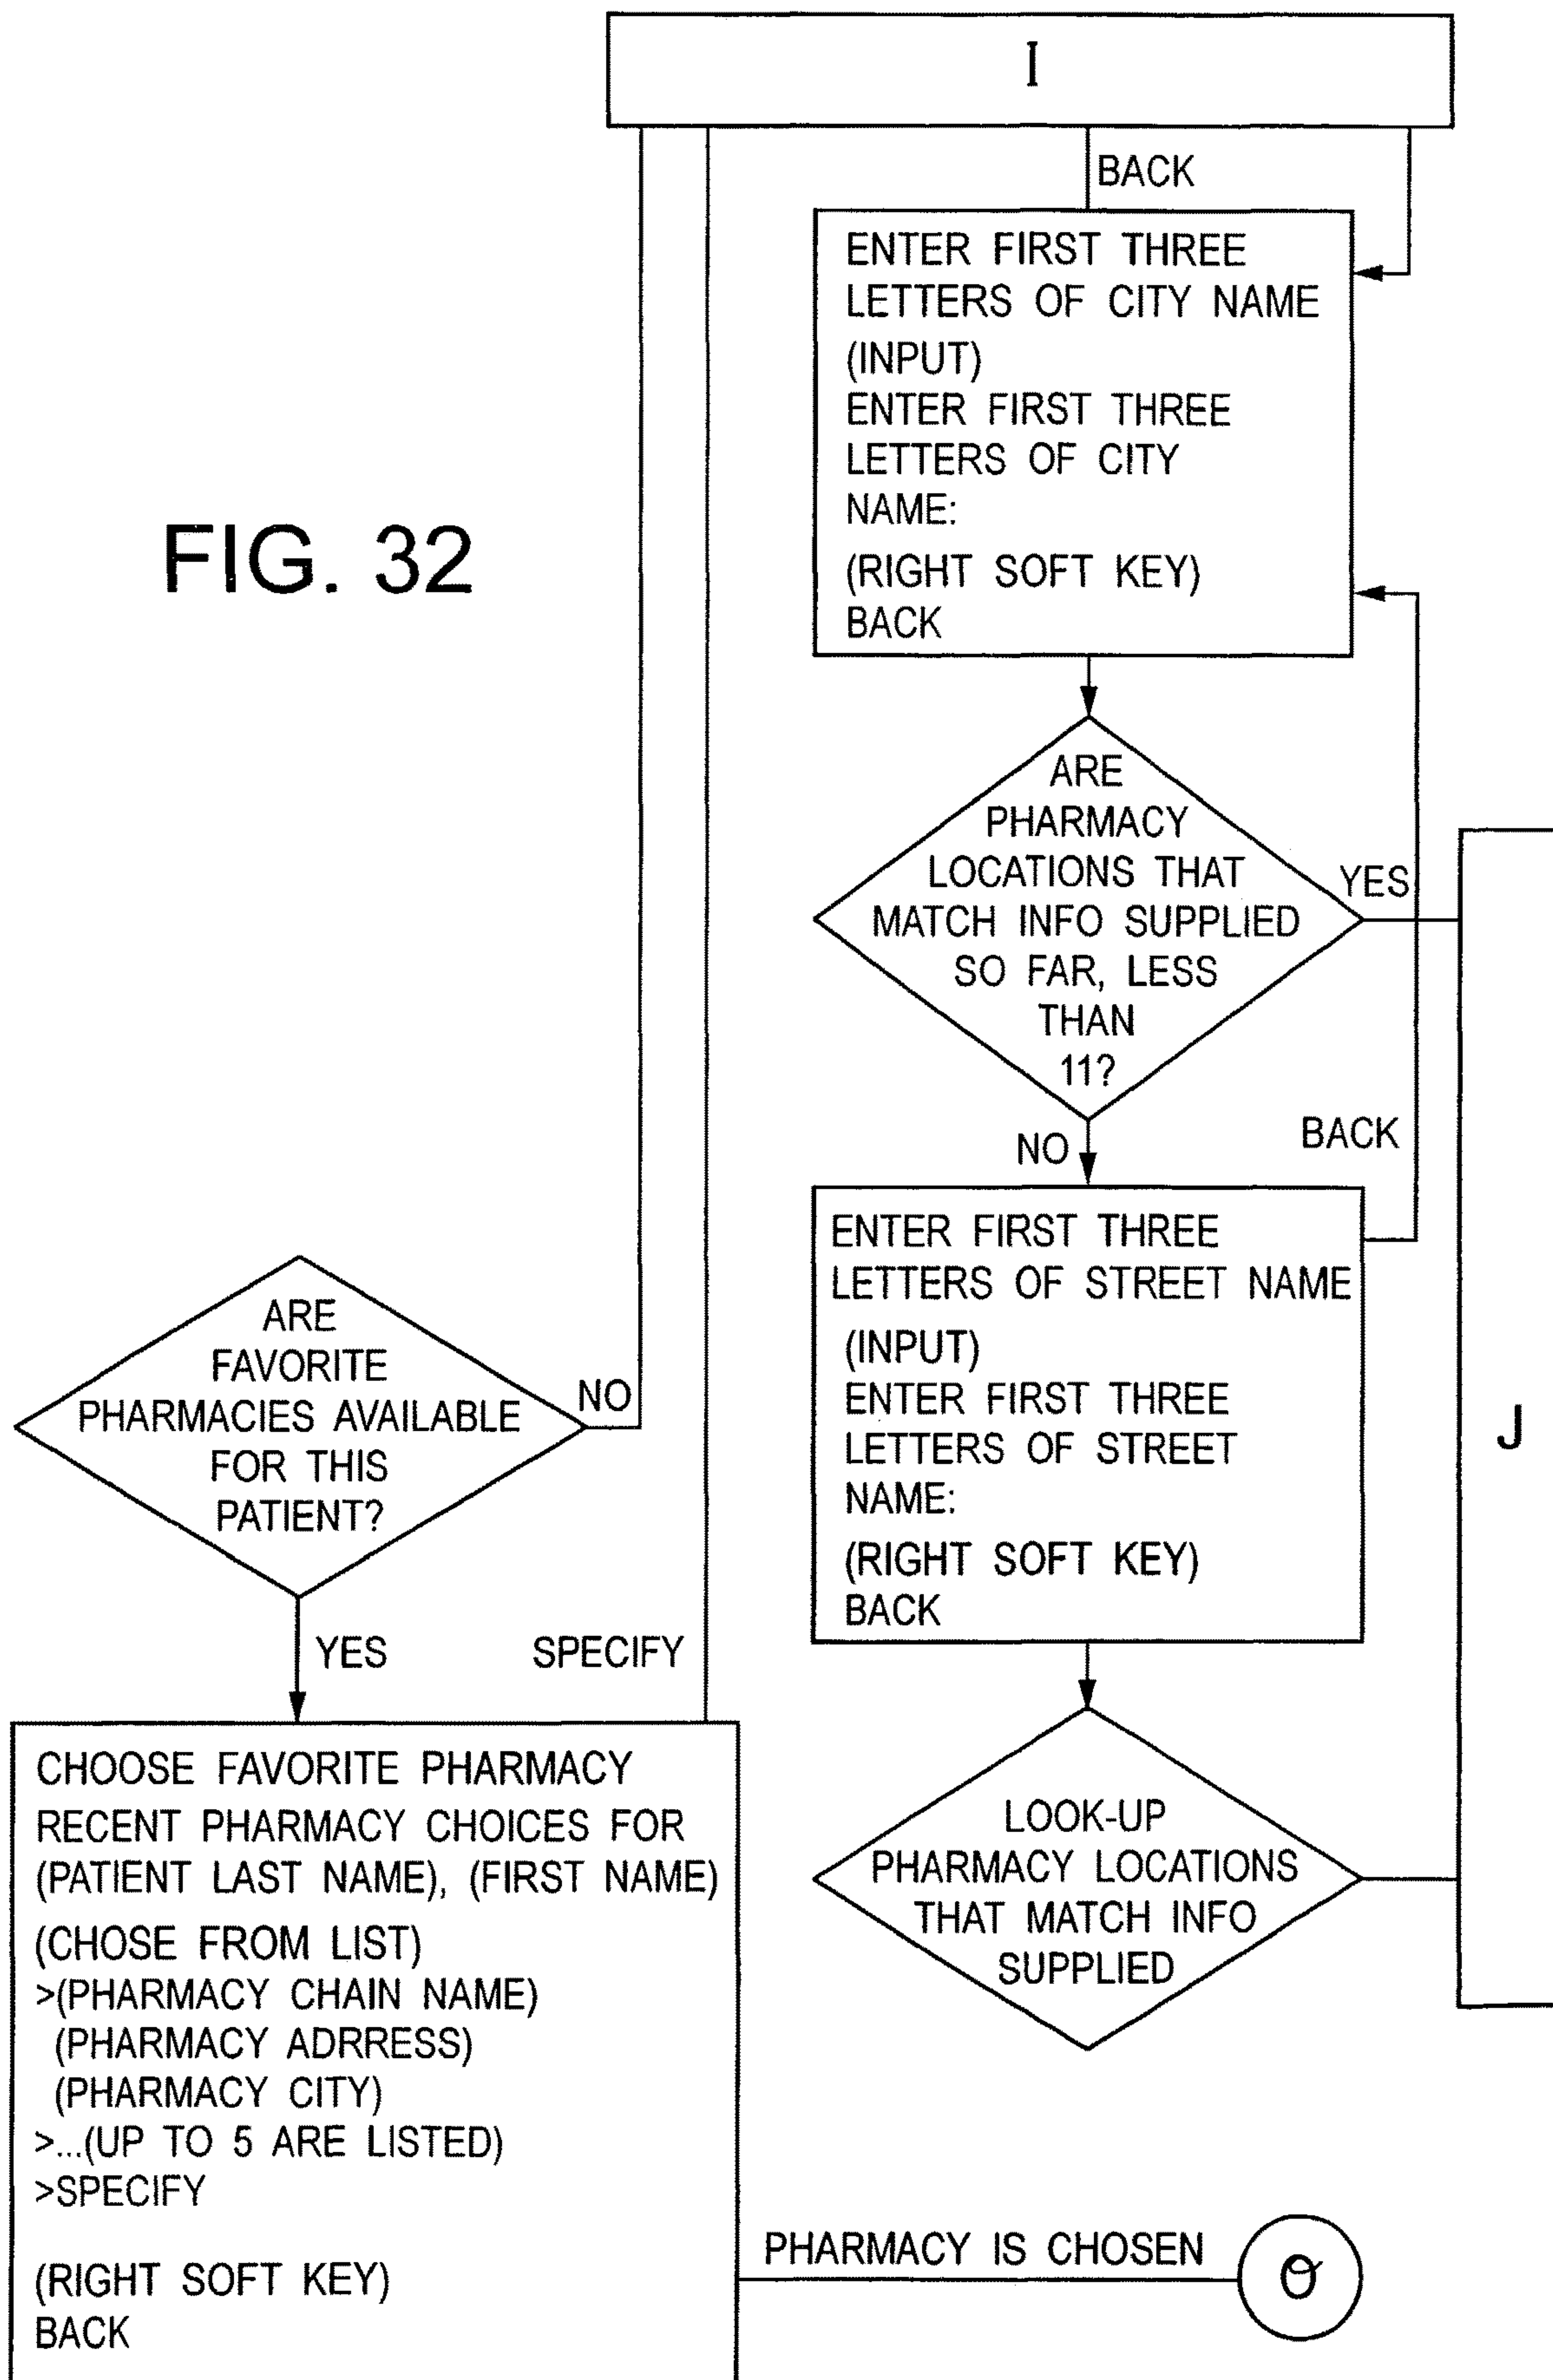 I
BACK
ENTER FIRST THREE
LETTERS OF CITY NAME
(INPUT)
ENTER FIRST THREE
LETTERS OF CITY
NAME:
(RIGHT SOFT KEY)
BACK
FIG. 32
ARE
PHARMACY
LOCATIONS THAT
MATCH INFO SUPPLIED
SO FAR, LESS
THAN
11?
YES
NO
BACK
ENTER FIRST THREE
LETTERS OF STREET NAME
(INPUT)
ENTER FIRST THREE
LETTERS OF STREET
NAME:
(RIGHT SOFT KEY)
BACK
J
ARE
FAVORITE
PHARMACIES AVAILABLE
FOR THIS
PATIENT?
NO
YES
SPECIFY
LOOK-UP
PHARMACY LOCATIONS
THAT MATCH INFO
SUPPLIED
CHOOSE FAVORITE PHARMACY
RECENT PHARMACY CHOICES FOR
(PATIENT LAST NAME), (FIRST NAME)
(CHOSE FROM LIST)
>(PHARMACY CHAIN NAME)
(PHARMACY ADRRESS)
(PHARMACY CITY)
>...(UP TO 5 ARE LISTED)
>SPECIFY
(RIGHT SOFT KEY)
BACK
PHARMACY IS CHOSEN
O